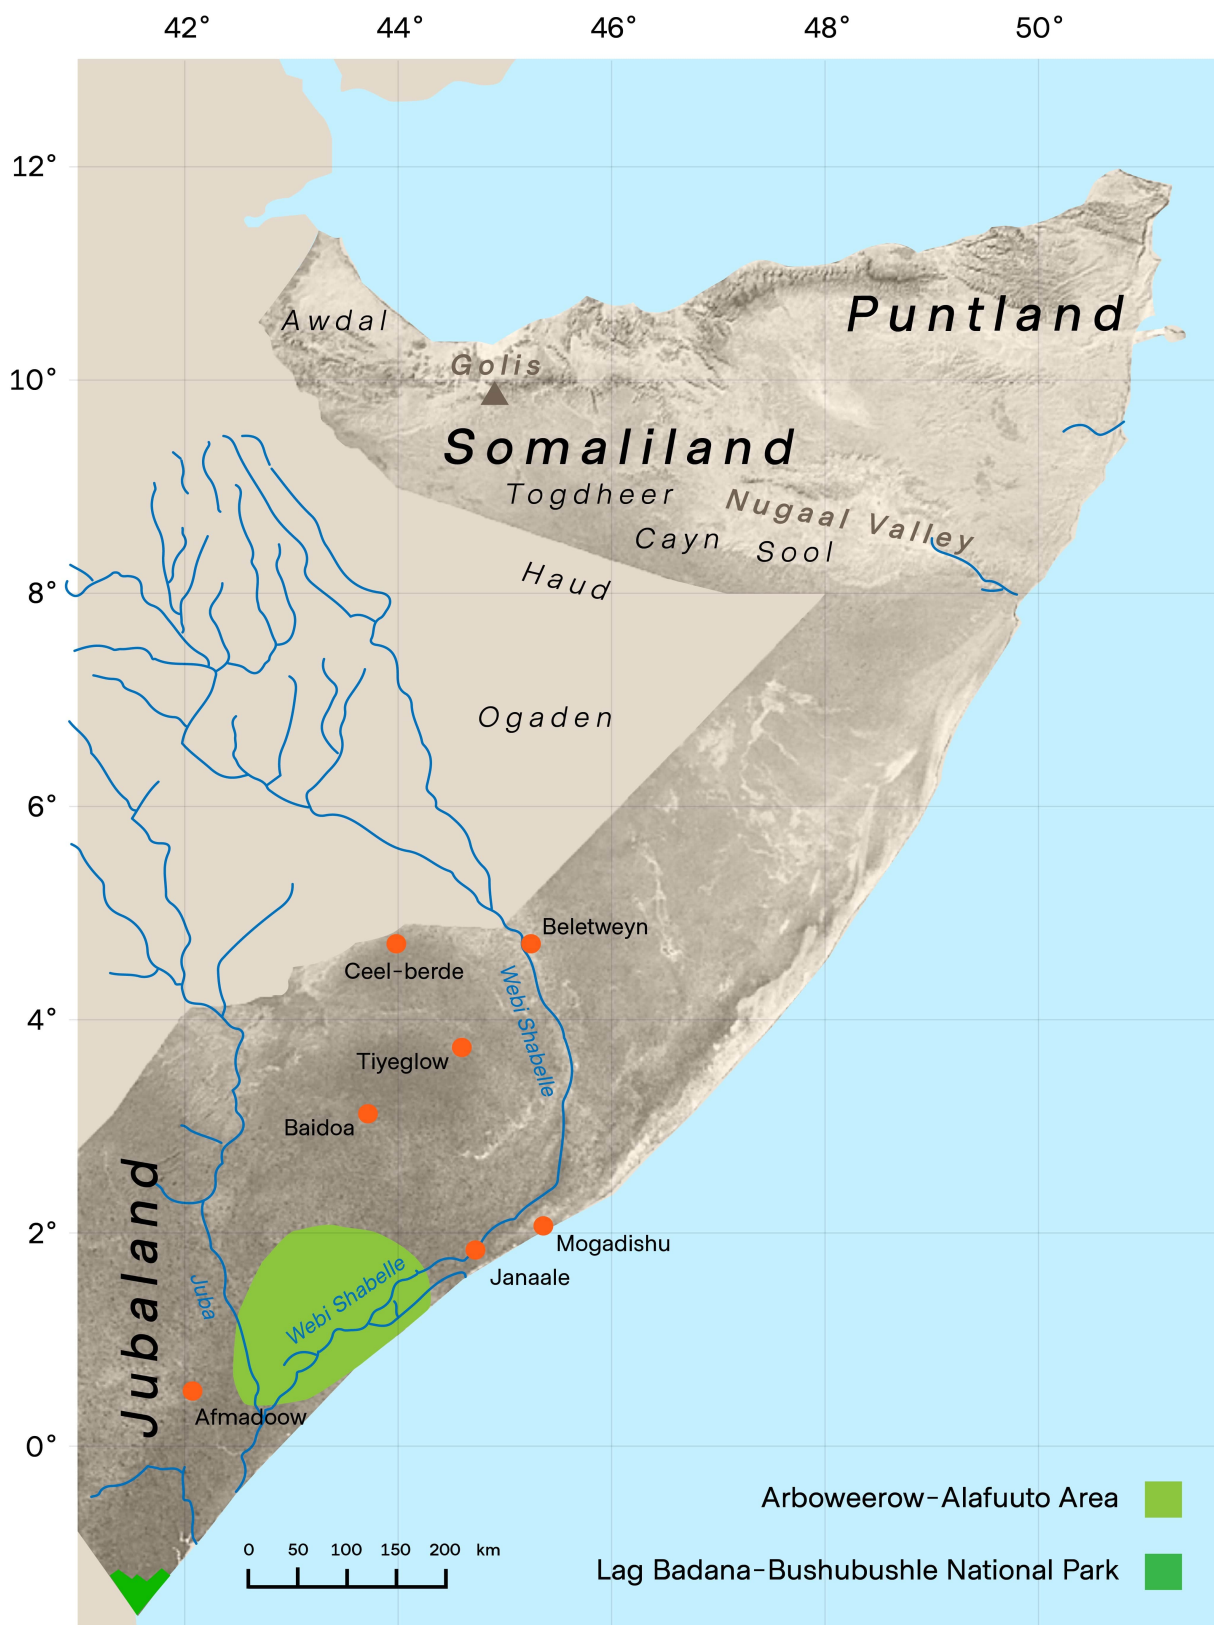 42°
44°
46°
48°
50°
12°
Puntland
Awdal
Golis
10°
Somaliland
Togdheer
Nugaal Valley
Cayn
Sool
Haud
8°
Ogaden
6°
Beletweyn
Ceel-berde
Webi Shabelle
4°
Tiyeglow
Baidoa
Jubaland
2°
Mogadishu
Janaale
Juba
Webi Shabelle
Afmadoow
0°
Arboweerow-Alafuuto Area
0 50 100 150 200 km
Lag Badana-Bushubushle National Park